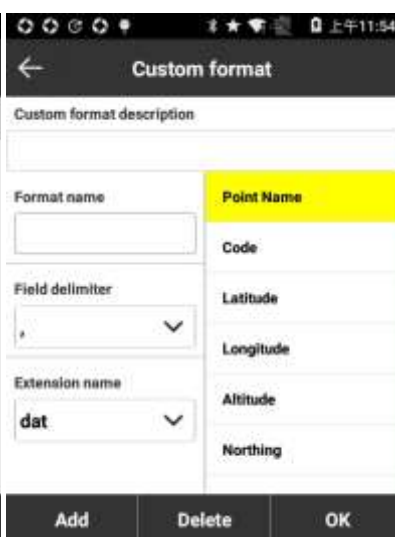 上午11:54
Custom format
Custom format description
Format name
Point Name
Code
Field delimiter
Latitude
,
Longitude
Extension name
Altitude
dat
Northing
Add Delete OK